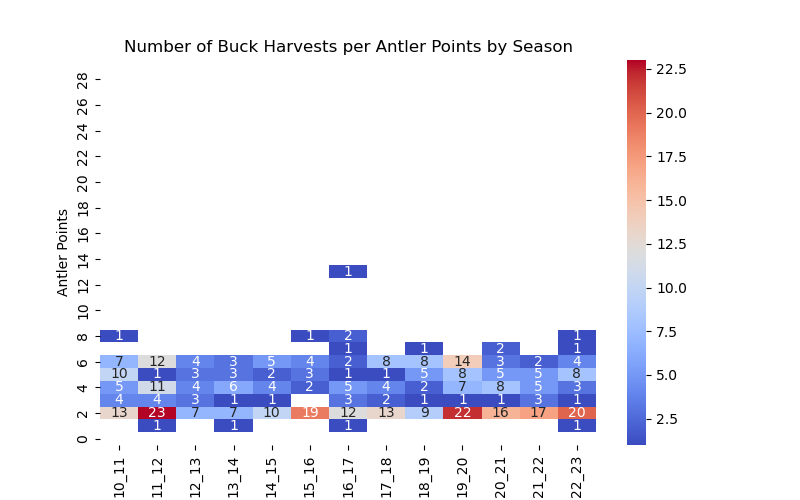 Number of Buck Harvests per Antler Points by Season
Antler Points
28
26
24
22
20
18
16
14
1
12
10
8 1 1 2 1
1 1 2 1
6 7 12 4 3 5 4 2 8 8 14 3 2 4
10 1 3 3 2 3 1 1 5 8 5 5 8
4 5 11 4 6 4 2 5 4 2 7 8 5 3
4 4 3 1 1 3 2 1 1 1 3 1
2 13 23 7 7 10 19 12 13 9 22 16 17 20
1 1 1 1
0
10_11 11_12 12_13 13_14 14_15 15_16 16_17 17_18 18_19 19_20 20_21 21_22 22_23
22.5
20.0
17.5
15.0
12.5
10.0
7.5
5.0
2.5